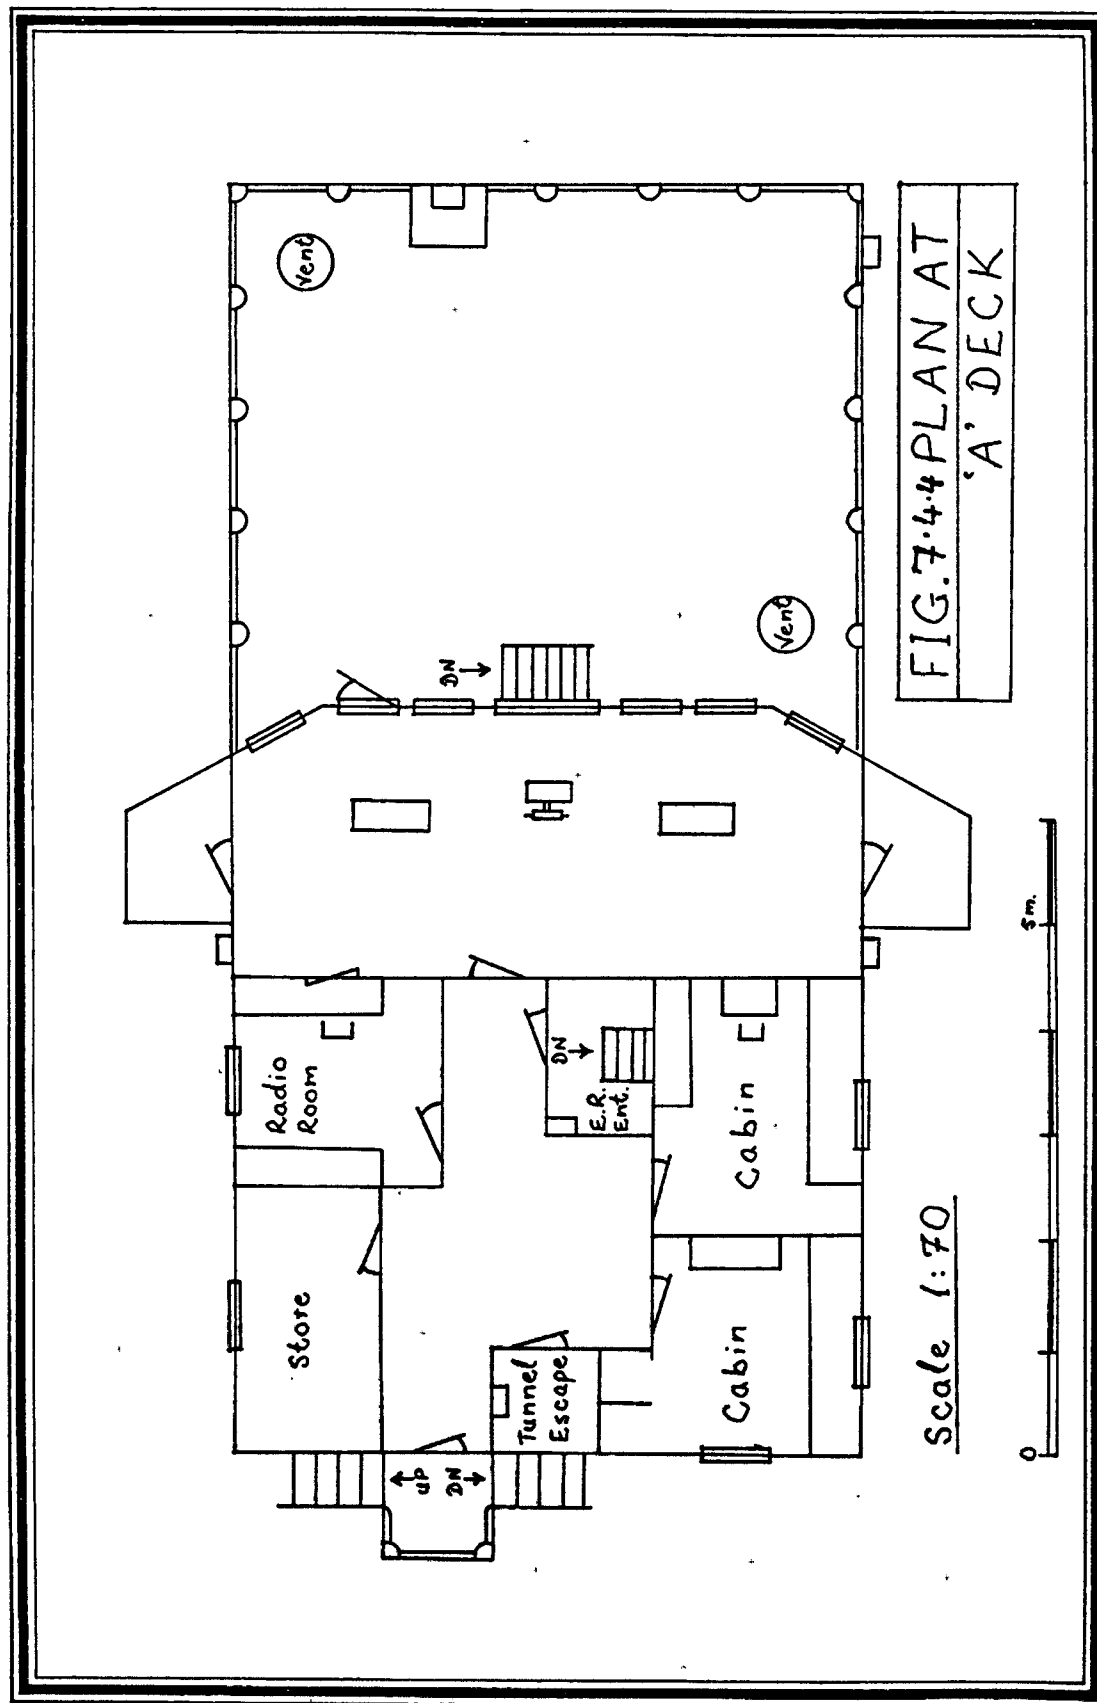 FIG.7.4.4 PLAN AT
'A' DECK
Vent
Vent
DN
Radio
Room
DN
E.R.
Ent.
Cabin
Store
Tunnel
Escape
Cabin
UP
DN
Scale 1:70
0
5m.